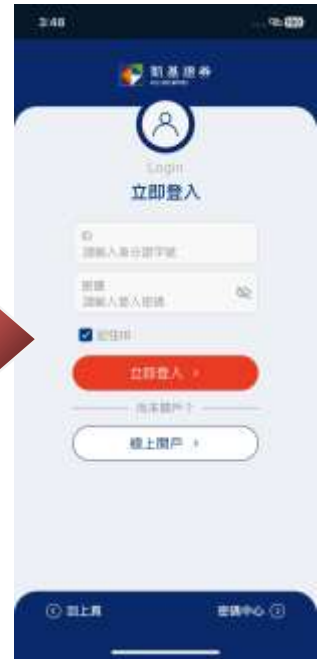 3:48
凱基證券
Login
立即登入
ID
請輸入身分證字號
密碼
請輸入登入密碼
記住ID
立即登入
尚未開戶？
線上開戶
回上頁
密碼中心